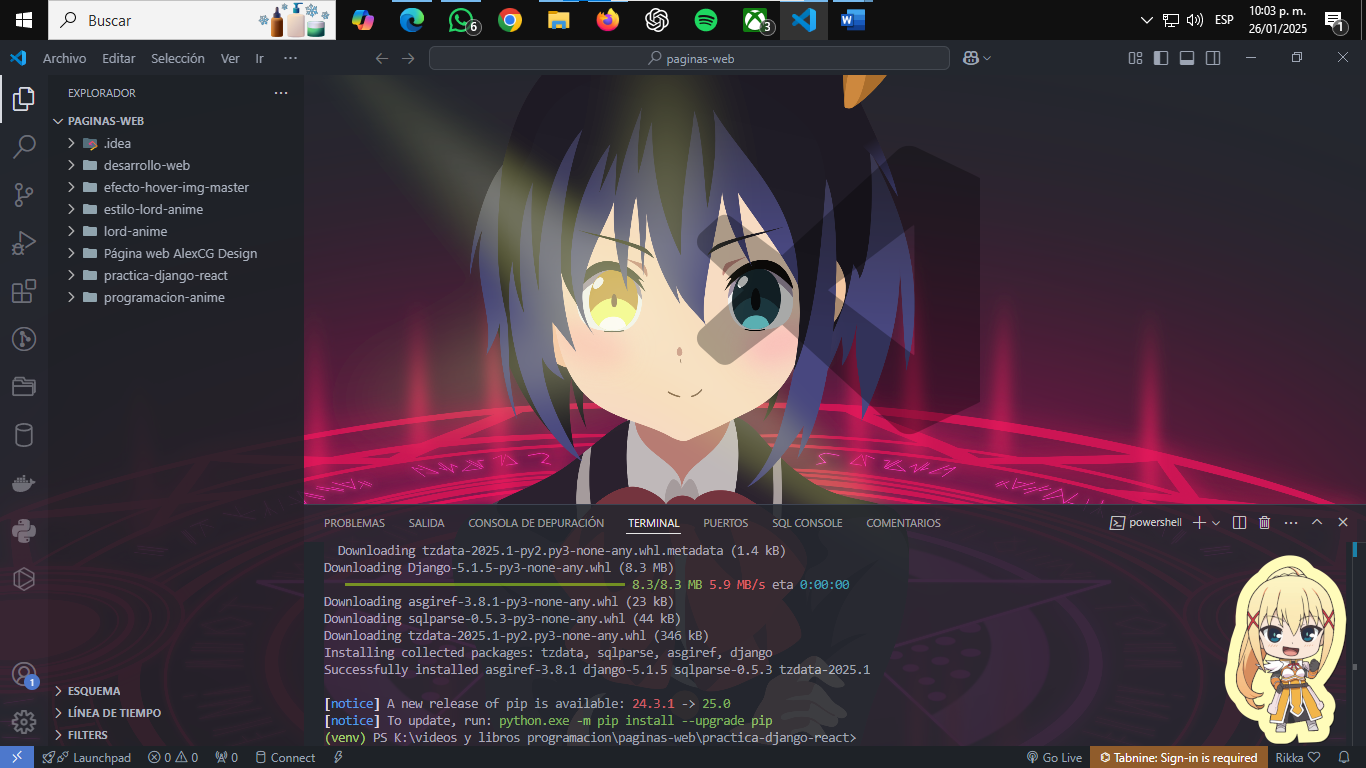 Buscar
6
3
ESP
10:03 p. m.
26/01/2025
1
Archivo Editar Selección Ver Ir ···
paginas-web
EXPLORADOR ···
PAGINAS-WEB
.idea
desarrollo-web
efecto-hover-img-master
estilo-lord-anime
lord-anime
Página web AlexCG Design
practica-django-react
programacion-anime
PROBLEMAS SALIDA CONSOLA DE DEPURACIÓN TERMINAL PUERTOS SQL CONSOLE COMENTARIOS
powershell
Downloading tzdata-2025.1-py2.py3-none-any.whl.metadata (1.4 kB)
Downloading Django-5.1.5-py3-none-any.whl (8.3 MB)
8.3/8.3 MB 5.9 MB/s eta 0:00:00
Downloading asgiref-3.8.1-py3-none-any.whl (23 kB)
Downloading sqlparse-0.5.3-py3-none-any.whl (44 kB)
Downloading tzdata-2025.1-py2.py3-none-any.whl (346 kB)
Installing collected packages: tzdata, sqlparse, asgiref, django
Successfully installed asgiref-3.8.1 django-5.1.5 sqlparse-0.5.3 tzdata-2025.1
[notice] A new release of pip is available: 24.3.1 -> 25.0
[notice] To update, run: python.exe -m pip install --upgrade pip
(venv) PS K:\videos y libros programacion\paginas-web\practica-django-react>
1
ESQUEMA
LÍNEA DE TIEMPO
FILTERS
Launchpad 0 0 0 Connect Go Live Tabnine: Sign-in is required Rikka